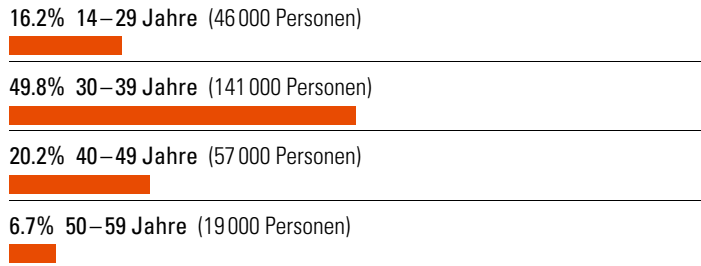 16.2% 14–29 Jahre (46 000 Personen)
49.8% 30–39 Jahre (141 000 Personen)
20.2% 40–49 Jahre (57 000 Personen)
6.7% 50–59 Jahre (19 000 Personen)